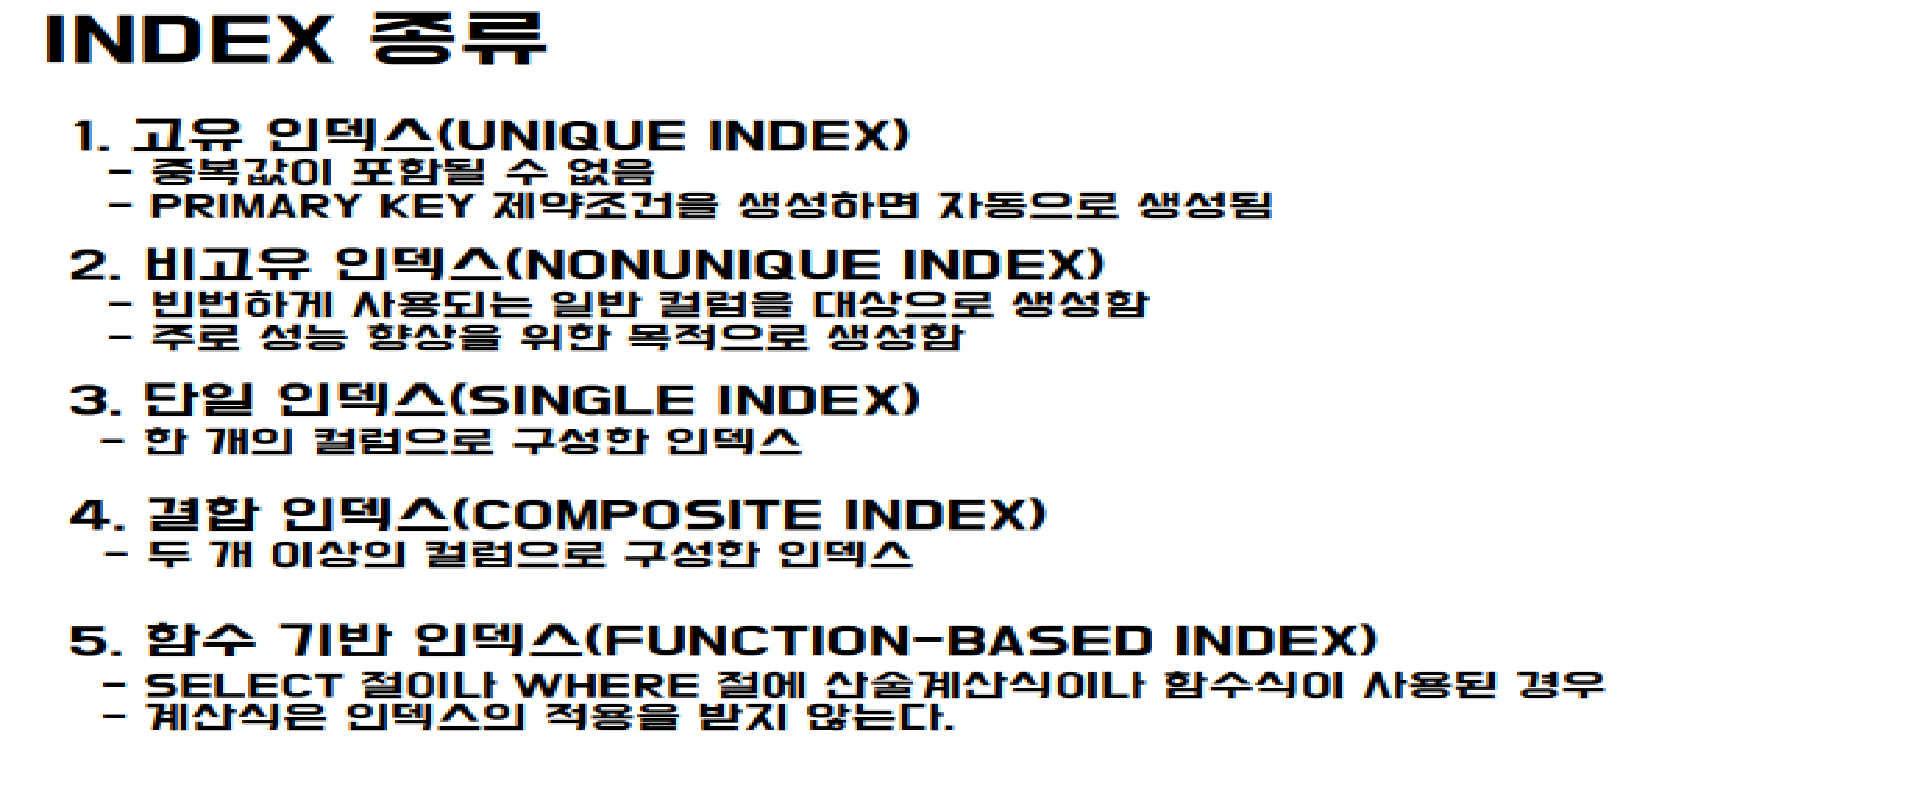 INDEX 종류
1. 고유 인덱스(UNIQUE INDEX)
- 중복값이 포함될 수 없음
- PRIMARY KEY 제약조건을 생성하면 자동으로 생성됨
2. 비고유 인덱스(NONUNIQUE INDEX)
- 빈번하게 사용되는 일반 컬럼을 대상으로 생성함
- 주로 성능 향상을 위한 목적으로 생성함
3. 단일 인덱스(SINGLE INDEX)
- 한 개의 컬럼으로 구성한 인덱스
4. 결합 인덱스(COMPOSITE INDEX)
- 두 개 이상의 컬럼으로 구성한 인덱스
5. 함수 기반 인덱스(FUNCTION-BASED INDEX)
- SELECT 절이나 WHERE 절에 산술계산식이나 함수식이 사용된 경우
- 계산식은 인덱스의 적용을 받지 않는다.